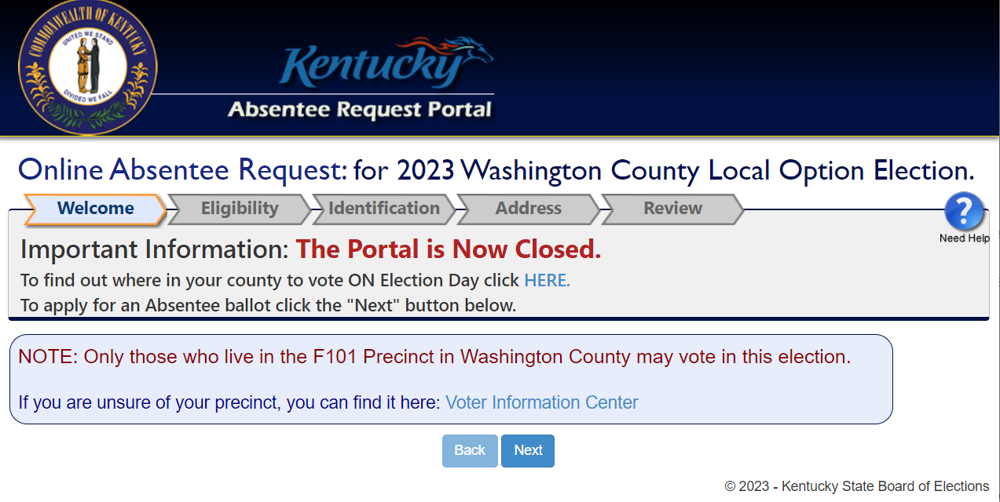 COMMONWEALTH OF KENTUCKY
UNITED WE STAND
DIVIDED WE FALL
Kentucky
Absentee Request Portal
Online Absentee Request: for 2023 Washington County Local Option Election.
Welcome Eligibility Identification Address Review
?
Need Help
Important Information: The Portal is Now Closed.
To find out where in your county to vote ON Election Day click HERE.
To apply for an Absentee ballot click the "Next" button below.
NOTE: Only those who live in the F101 Precinct in Washington County may vote in this election.
If you are unsure of your precinct, you can find it here: Voter Information Center
Back Next
© 2023 - Kentucky State Board of Elections